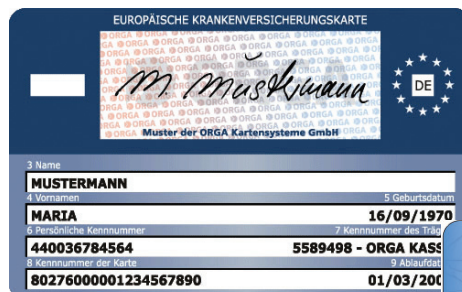 EUROPÄISCHE KRANKENVERSICHERUNGSKARTE
M. Mustermann
DE
Muster der ORGA Kartensysteme GmbH
3 Name
MUSTERMANN
4 Vornamen 5 Geburtsdatum
MARIA 16/09/1970
6 Persönliche Kennnummer 7 Kennnummer des Träg
440036784564 5589498 - ORGA KASS
8 Kennnummer der Karte 9 Ablaufdat
80276000001234567890 01/03/200